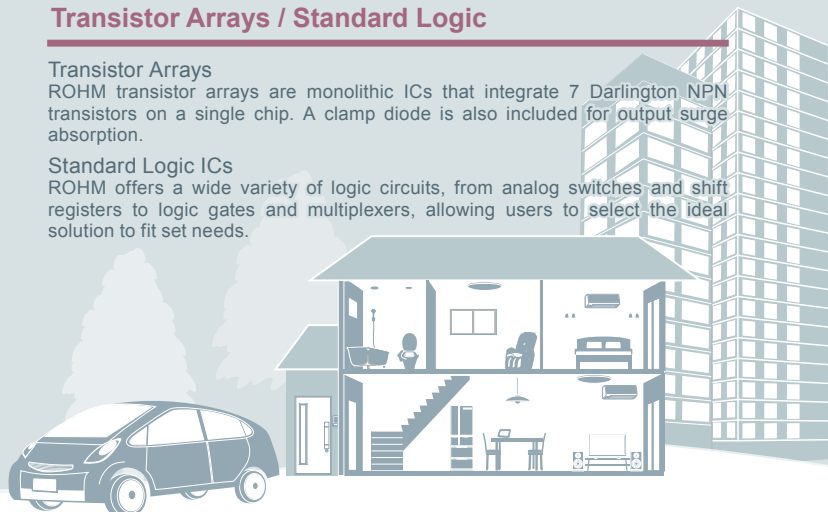 Transistor Arrays / Standard Logic
Transistor Arrays
ROHM transistor arrays are monolithic ICs that integrate 7 Darlington NPN
transistors on a single chip. A clamp diode is also included for output surge
absorption.
Standard Logic ICs
ROHM offers a wide variety of logic circuits, from analog switches and shift
registers to logic gates and multiplexers, allowing users to select the ideal
solution to fit set needs.